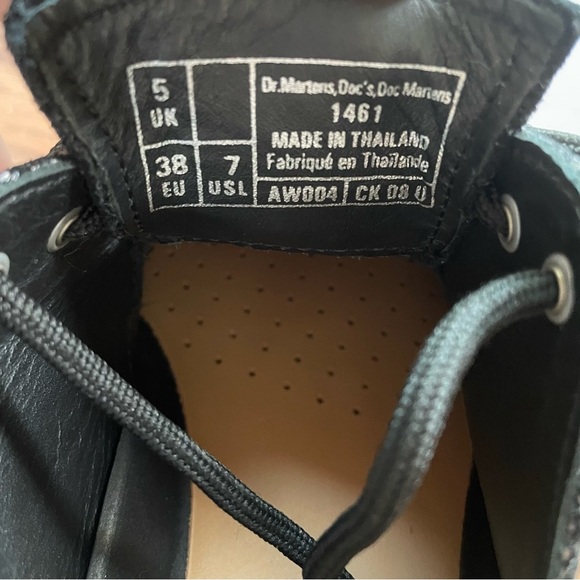 5
UK
38
EU
7
USL
Dr.Martens, Doc's, Doc Martens
1461
MADE IN THAILAND
Fabriqué en Thaïlande
AW004
CK 09 U